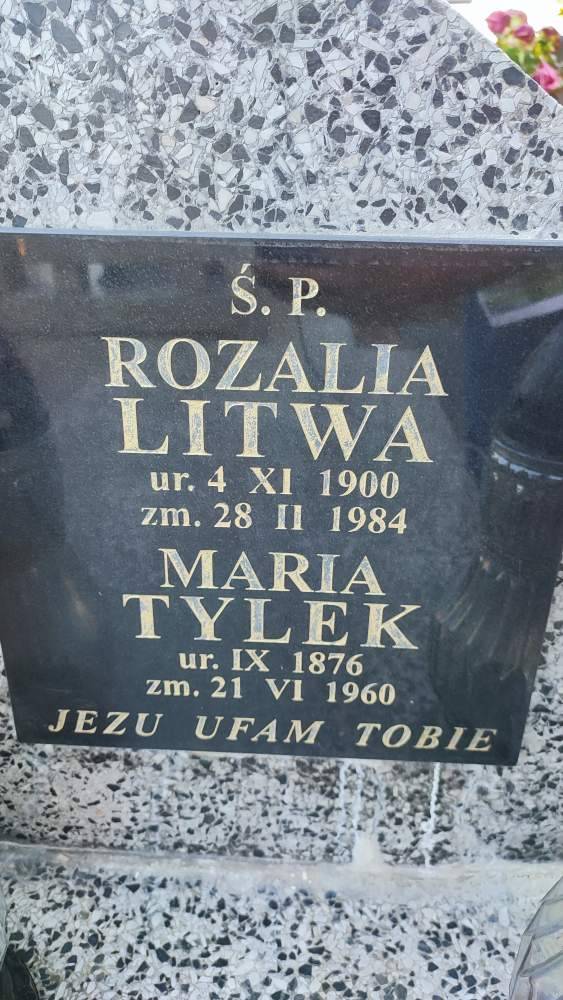 Ś. P.
ROZALIA
LITWA
ur. 4 XI 1900
zm. 28 II 1984
MARIA
TYLEK
ur. IX 1876
zm. 21 VI 1960
JEZU UFAM TOBIE